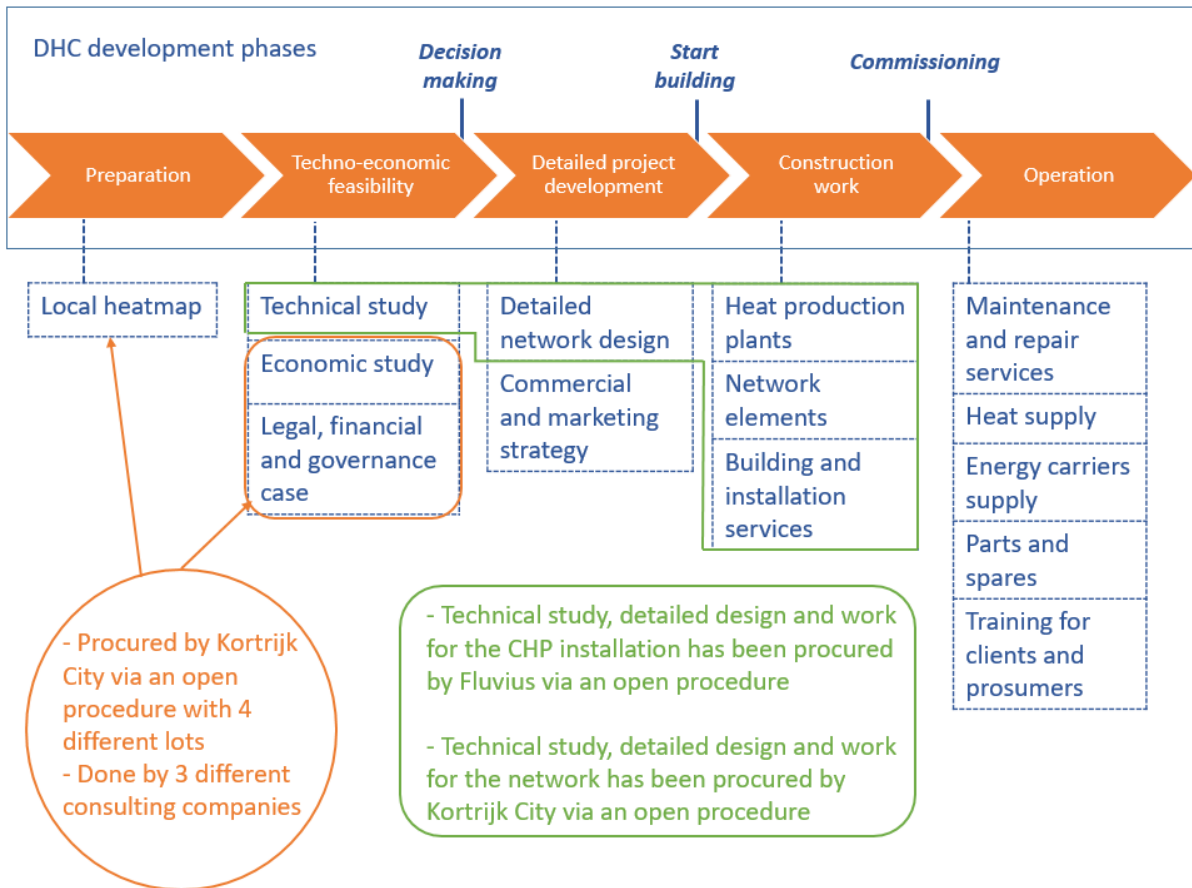 DHC development phases
Decision
making
Start
building
Commissioning
Preparation
Techno-economic
feasibility
Detailed project
development
Construction
work
Operation
Local heatmap
Technical study
Economic study
Legal, financial
and governance
case
Detailed
network design
Commercial
and marketing
strategy
Heat production
plants
Network
elements
Building and
installation
services
Maintenance
and repair
services
Heat supply
Energy carriers
supply
Parts and
spares
Training for
clients and
prosumers
- Procured by Kortrijk
City via an open
procedure with 4
different lots
- Done by 3 different
consulting companies
- Technical study, detailed design and work
for the CHP installation has been procured
by Fluvius via an open procedure
- Technical study, detailed design and work
for the network has been procured by
Kortrijk City via an open procedure